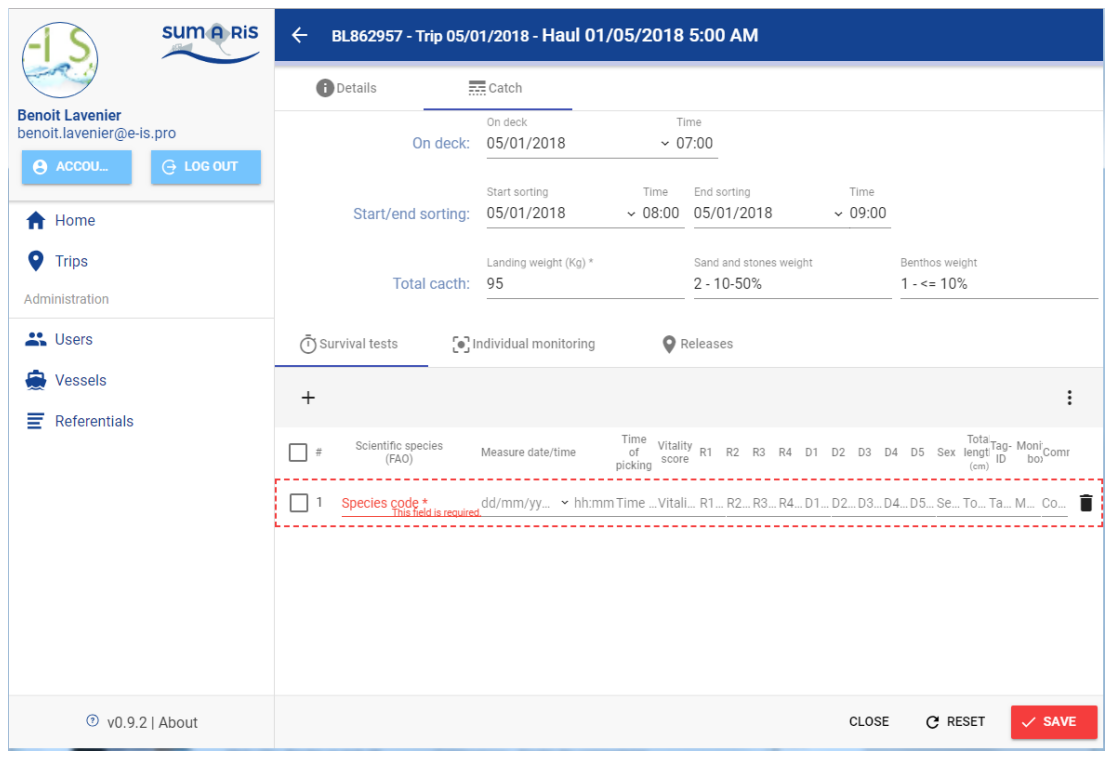 -I S
sumARiS
Benoit Lavenier
benoit.lavenier@e-is.pro
ACCOU...
LOG OUT
Home
Trips
Administration
Users
Vessels
Referentials
v0.9.2 | About
BL862957 - Trip 05/01/2018 - Haul 01/05/2018 5:00 AM
Details
Catch
On deck Time
On deck: 05/01/2018 07:00
Start sorting Time End sorting Time
Start/end sorting: 05/01/2018 08:00 05/01/2018 09:00
Landing weight (Kg) * Sand and stones weight Benthos weight
Total cacth: 95 2 - 10-50% 1 - <= 10%
Survival tests
Individual monitoring
Releases
# Scientific species (FAO) Measure date/time Time of picking Vitality score R1 R2 R3 R4 D1 D2 D3 D4 D5 Sex Total lengt (cm) Tag-ID Moni box Comr
1 Species code * dd/mm/yy... hh:mm Time ... Vitali... R1... R2... R3... R4... D1... D2... D3... D4... D5... Se... To... Ta... M... Co...
This field is required.
CLOSE
RESET
SAVE